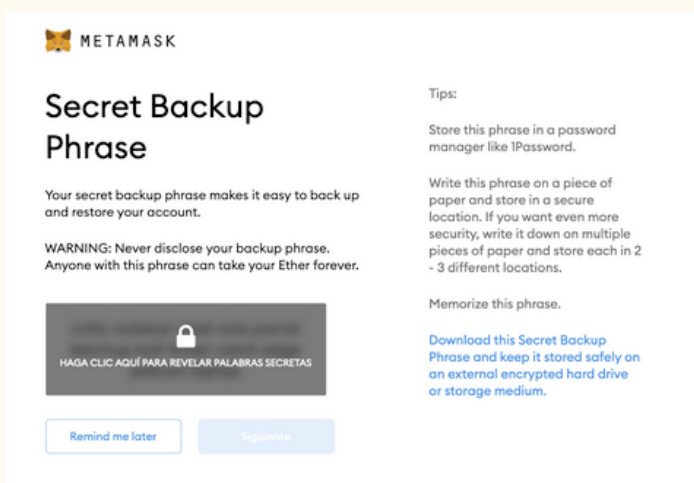 METAMASK
Secret Backup
Phrase
Your secret backup phrase makes it easy to back up
and restore your account.
WARNING: Never disclose your backup phrase.
Anyone with this phrase can take your Ether forever.
HAGA CLIC AQUÍ PARA REVELAR PALABRAS SECRETAS
Remind me later
Siguiente
Tips:
Store this phrase in a password
manager like 1Password.
Write this phrase on a piece of
paper and store in a secure
location. If you want even more
security, write it down on multiple
pieces of paper and store each in 2
- 3 different locations.
Memorize this phrase.
Download this Secret Backup
Phrase and keep it stored safely on
an external encrypted hard drive
or storage medium.